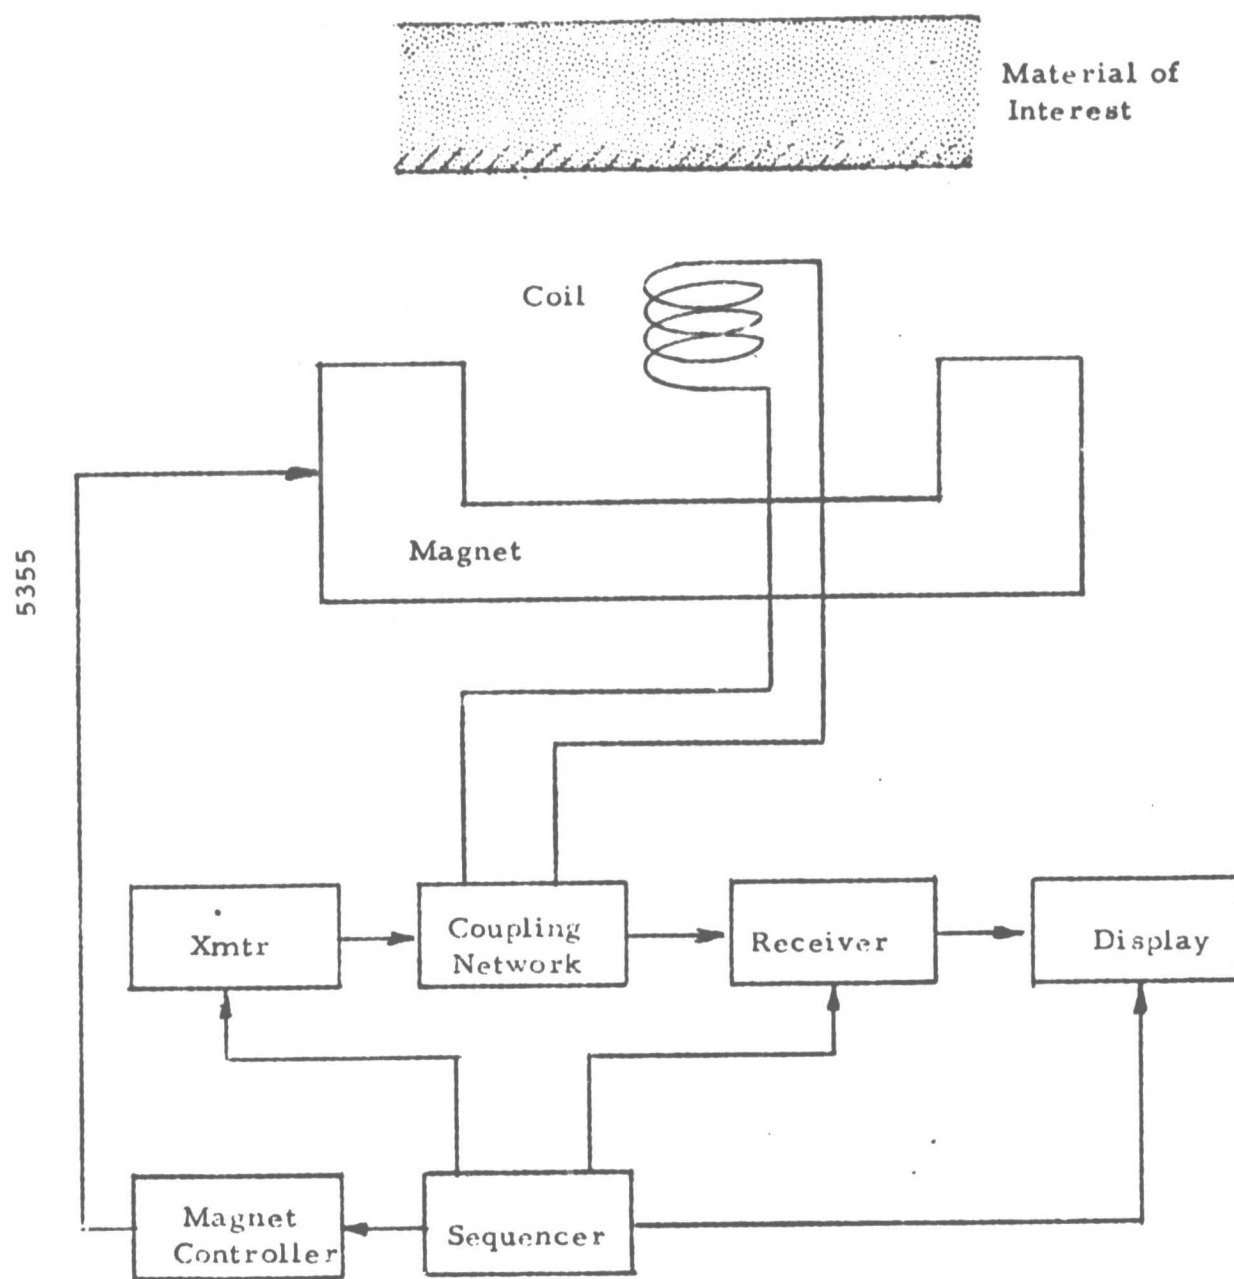 Material of
Interest
Coil
Magnet
5355
Xmtr
Coupling
Network
Receiver
Display
Magnet
Controller
Sequencer